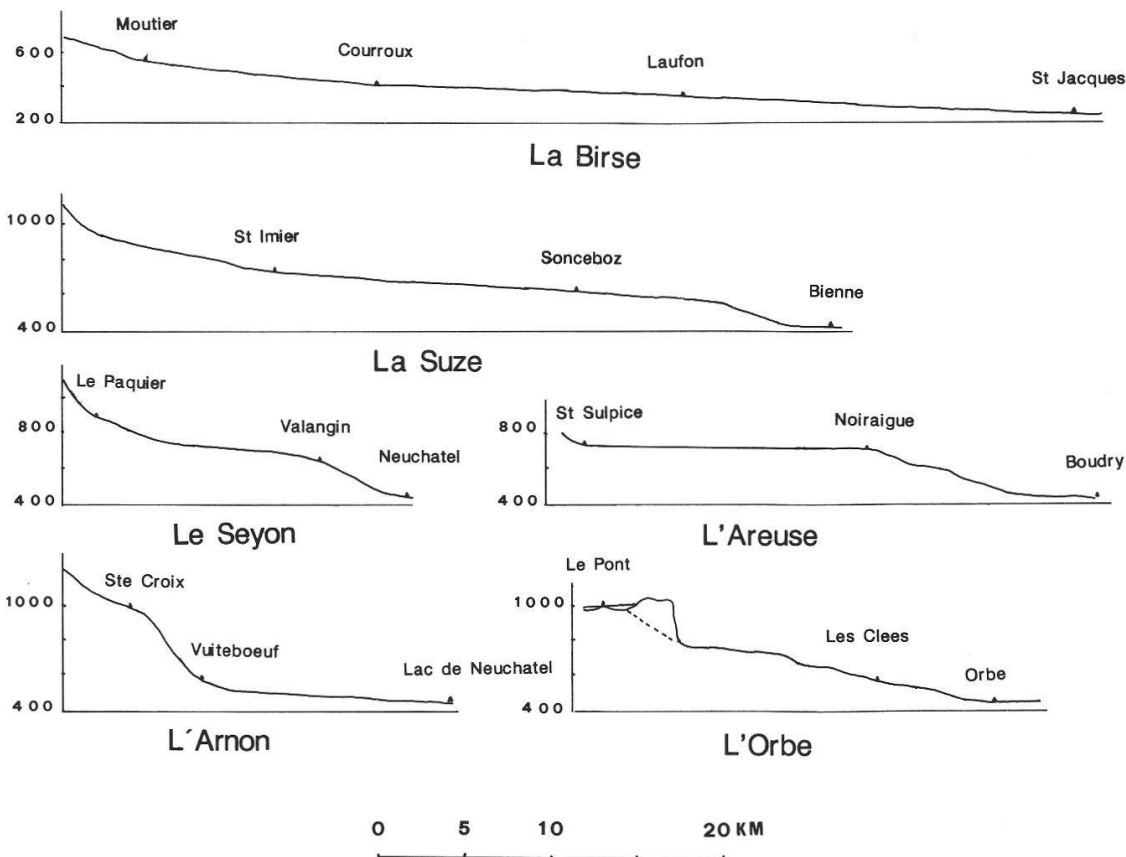 Moutier
Courroux
Laufon
St Jacques
600
200
La Birse
1000
St Imier
Sonceboz
Bienne
400
La Suze
Le Paquier
800
Valangin
Neuchatel
400
Le Seyon
St Sulpice
800
Noiraigue
Boudry
400
L'Areuse
Ste Croix
1000
Vuiteboeuf
Lac de Neuchatel
400
L´Arnon
Le Pont
1000
Les Clees
Orbe
400
L'Orbe
0 5 10 20 KM